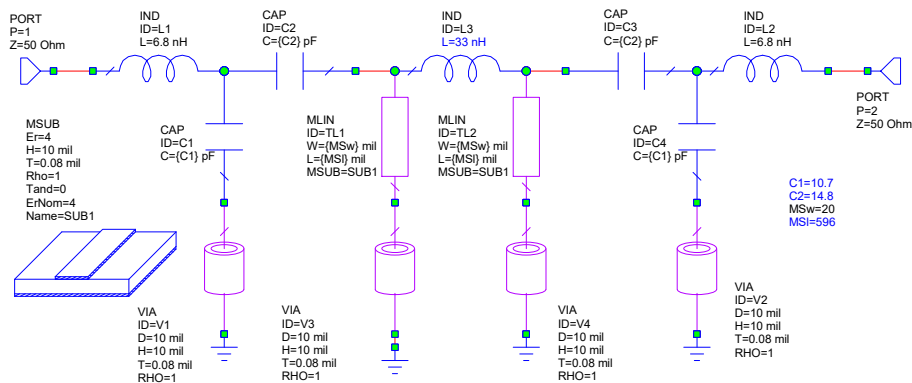 PORT
P=1
Z=50 Ohm
IND
ID=L1
L=6.8 nH
CAP
ID=C2
C={C2} pF
IND
ID=L3
L=33 nH
CAP
ID=C3
C={C2} pF
IND
ID=L2
L=6.8 nH
PORT
P=2
Z=50 Ohm
MSUB
Er=4
H=10 mil
T=0.08 mil
Rho=1
Tand=0
ErNom=4
Name=SUB1
CAP
ID=C1
C={C1} pF
MLIN
ID=TL1
W={MSw} mil
L={MSl} mil
MSUB=SUB1
MLIN
ID=TL2
W={MSw} mil
L={MSl} mil
MSUB=SUB1
CAP
ID=C4
C={C1} pF
C1=10.7
C2=14.8
MSw=20
MSl=596
VIA
ID=V1
D=10 mil
H=10 mil
T=0.08 mil
RHO=1
VIA
ID=V3
D=10 mil
H=10 mil
T=0.08 mil
RHO=1
VIA
ID=V4
D=10 mil
H=10 mil
T=0.08 mil
RHO=1
VIA
ID=V2
D=10 mil
H=10 mil
T=0.08 mil
RHO=1